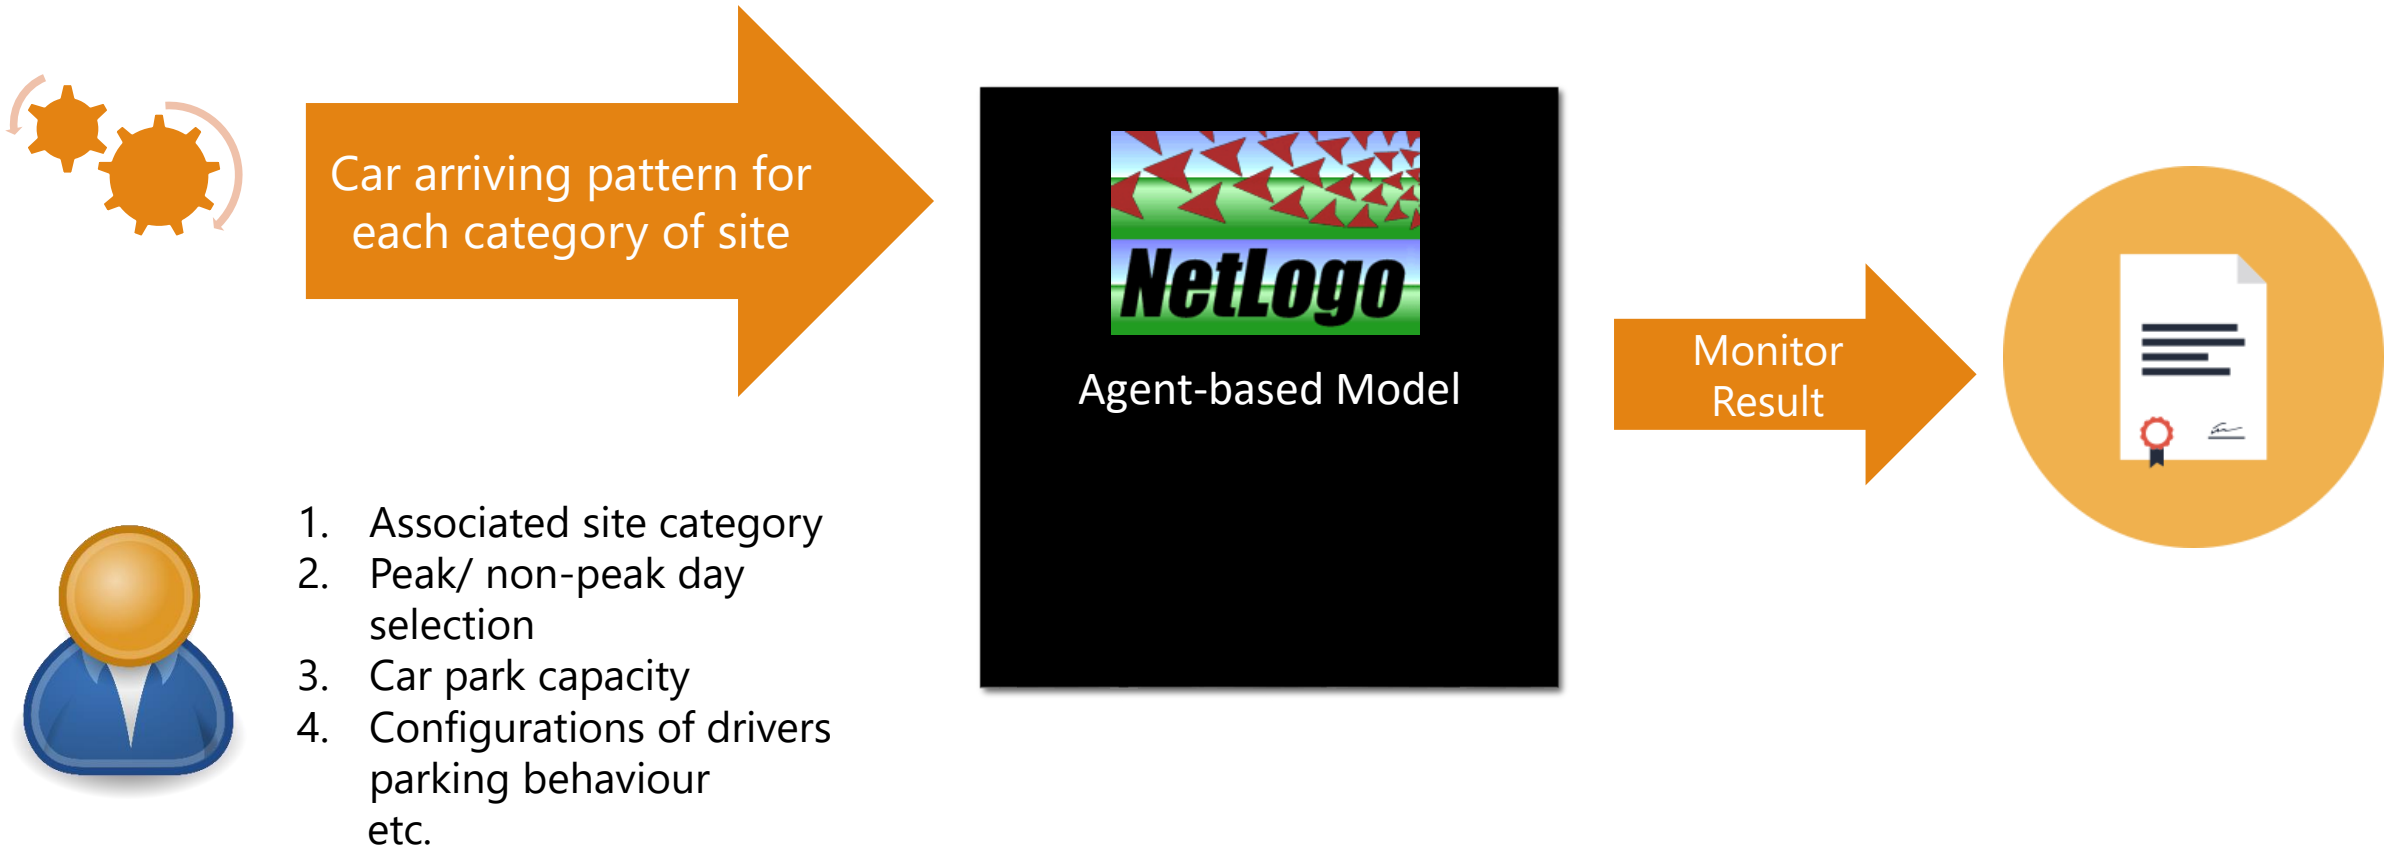 Car arriving pattern for
each category of site
1. Associated site category
2. Peak/ non-peak day
selection
3. Car park capacity
4. Configurations of drivers
parking behaviour
etc.
NetLogo
Agent-based Model
Monitor
Result